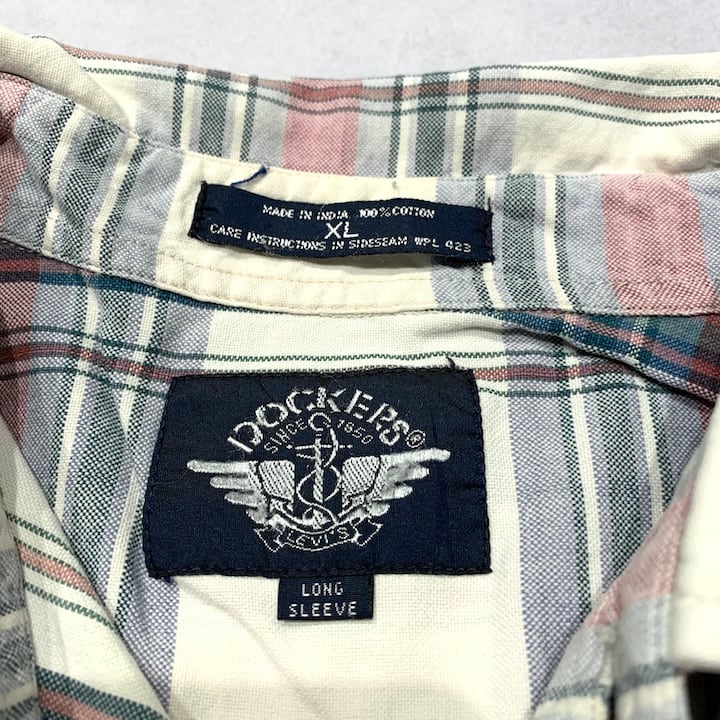 MADE IN INDIA 100% COTTON
XL
CARE INSTRUCTIONS IN SIDESEAM WPL 423
DOCKERS®
SINCE 1850
LEVI'S
LONG
SLEEVE